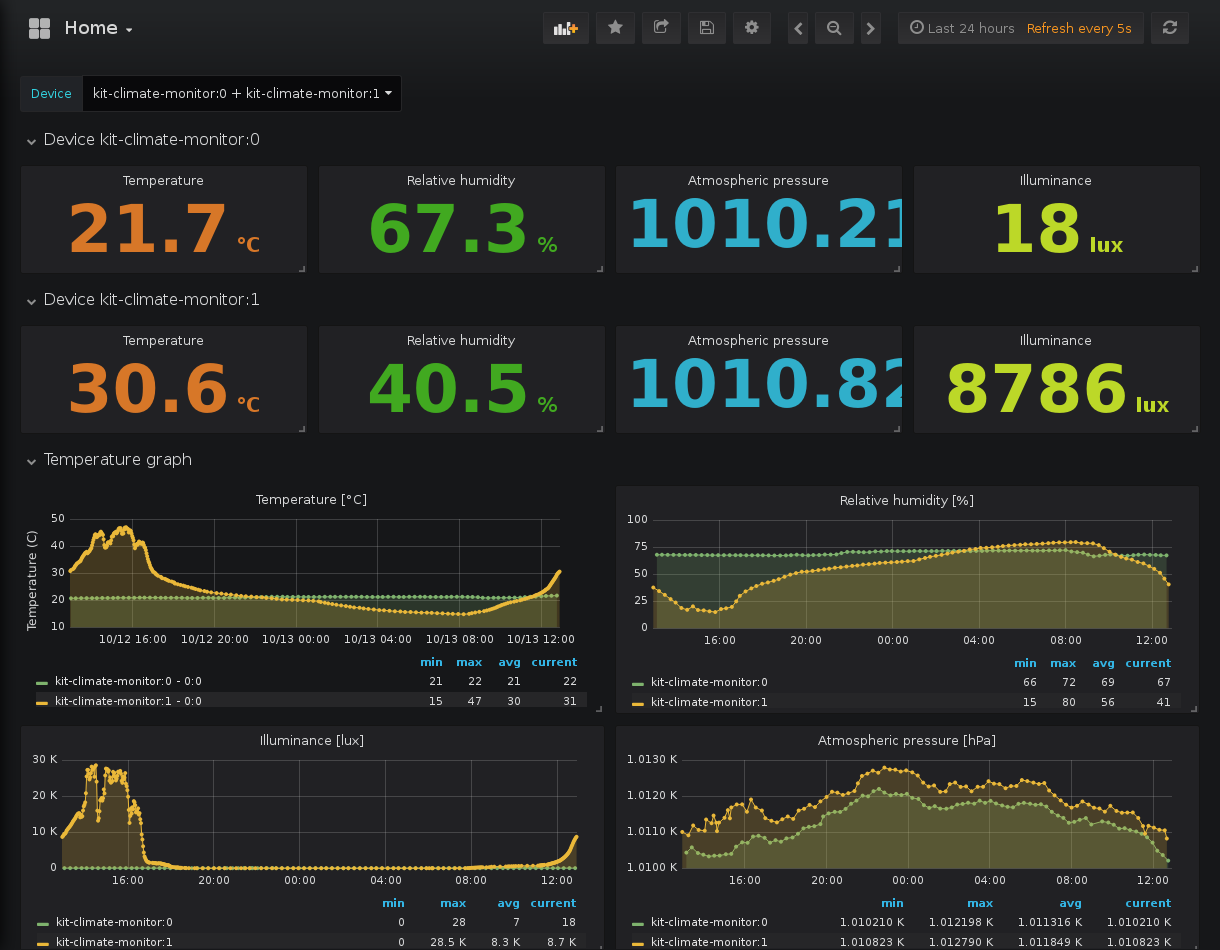 Home
Last 24 hours Refresh every 5s
Device kit-climate-monitor:0 + kit-climate-monitor:1
Device kit-climate-monitor:0
Temperature Relative humidity Atmospheric pressure Illuminance
21.7 °C 67.3 % 1010.21 18 lux
Device kit-climate-monitor:1
Temperature Relative humidity Atmospheric pressure Illuminance
30.6 °C 40.5 % 1010.82 8786 lux
Temperature graph
Temperature [°C]
Temperature (C)
50
40
30
20
10
10/12 16:00 10/12 20:00 10/13 00:00 10/13 04:00 10/13 08:00 10/13 12:00
min max avg current
kit-climate-monitor:0 - 0:0 21 22 21 22
kit-climate-monitor:1 - 0:0 15 47 30 31
Relative humidity [%]
100
75
50
25
0
16:00 20:00 00:00 04:00 08:00 12:00
min max avg current
kit-climate-monitor:0 66 72 69 67
kit-climate-monitor:1 15 80 56 41
Illuminance [lux]
30 K
20 K
10 K
0
16:00 20:00 00:00 04:00 08:00 12:00
min max avg current
kit-climate-monitor:0 0 28 7 18
kit-climate-monitor:1 0 28.5 K 8.3 K 8.7 K
Atmospheric pressure [hPa]
1.0130 K
1.0120 K
1.0110 K
1.0100 K
16:00 20:00 00:00 04:00 08:00 12:00
min max avg current
kit-climate-monitor:0 1.010210 K 1.012198 K 1.011316 K 1.010210 K
kit-climate-monitor:1 1.010823 K 1.012790 K 1.011849 K 1.010823 K